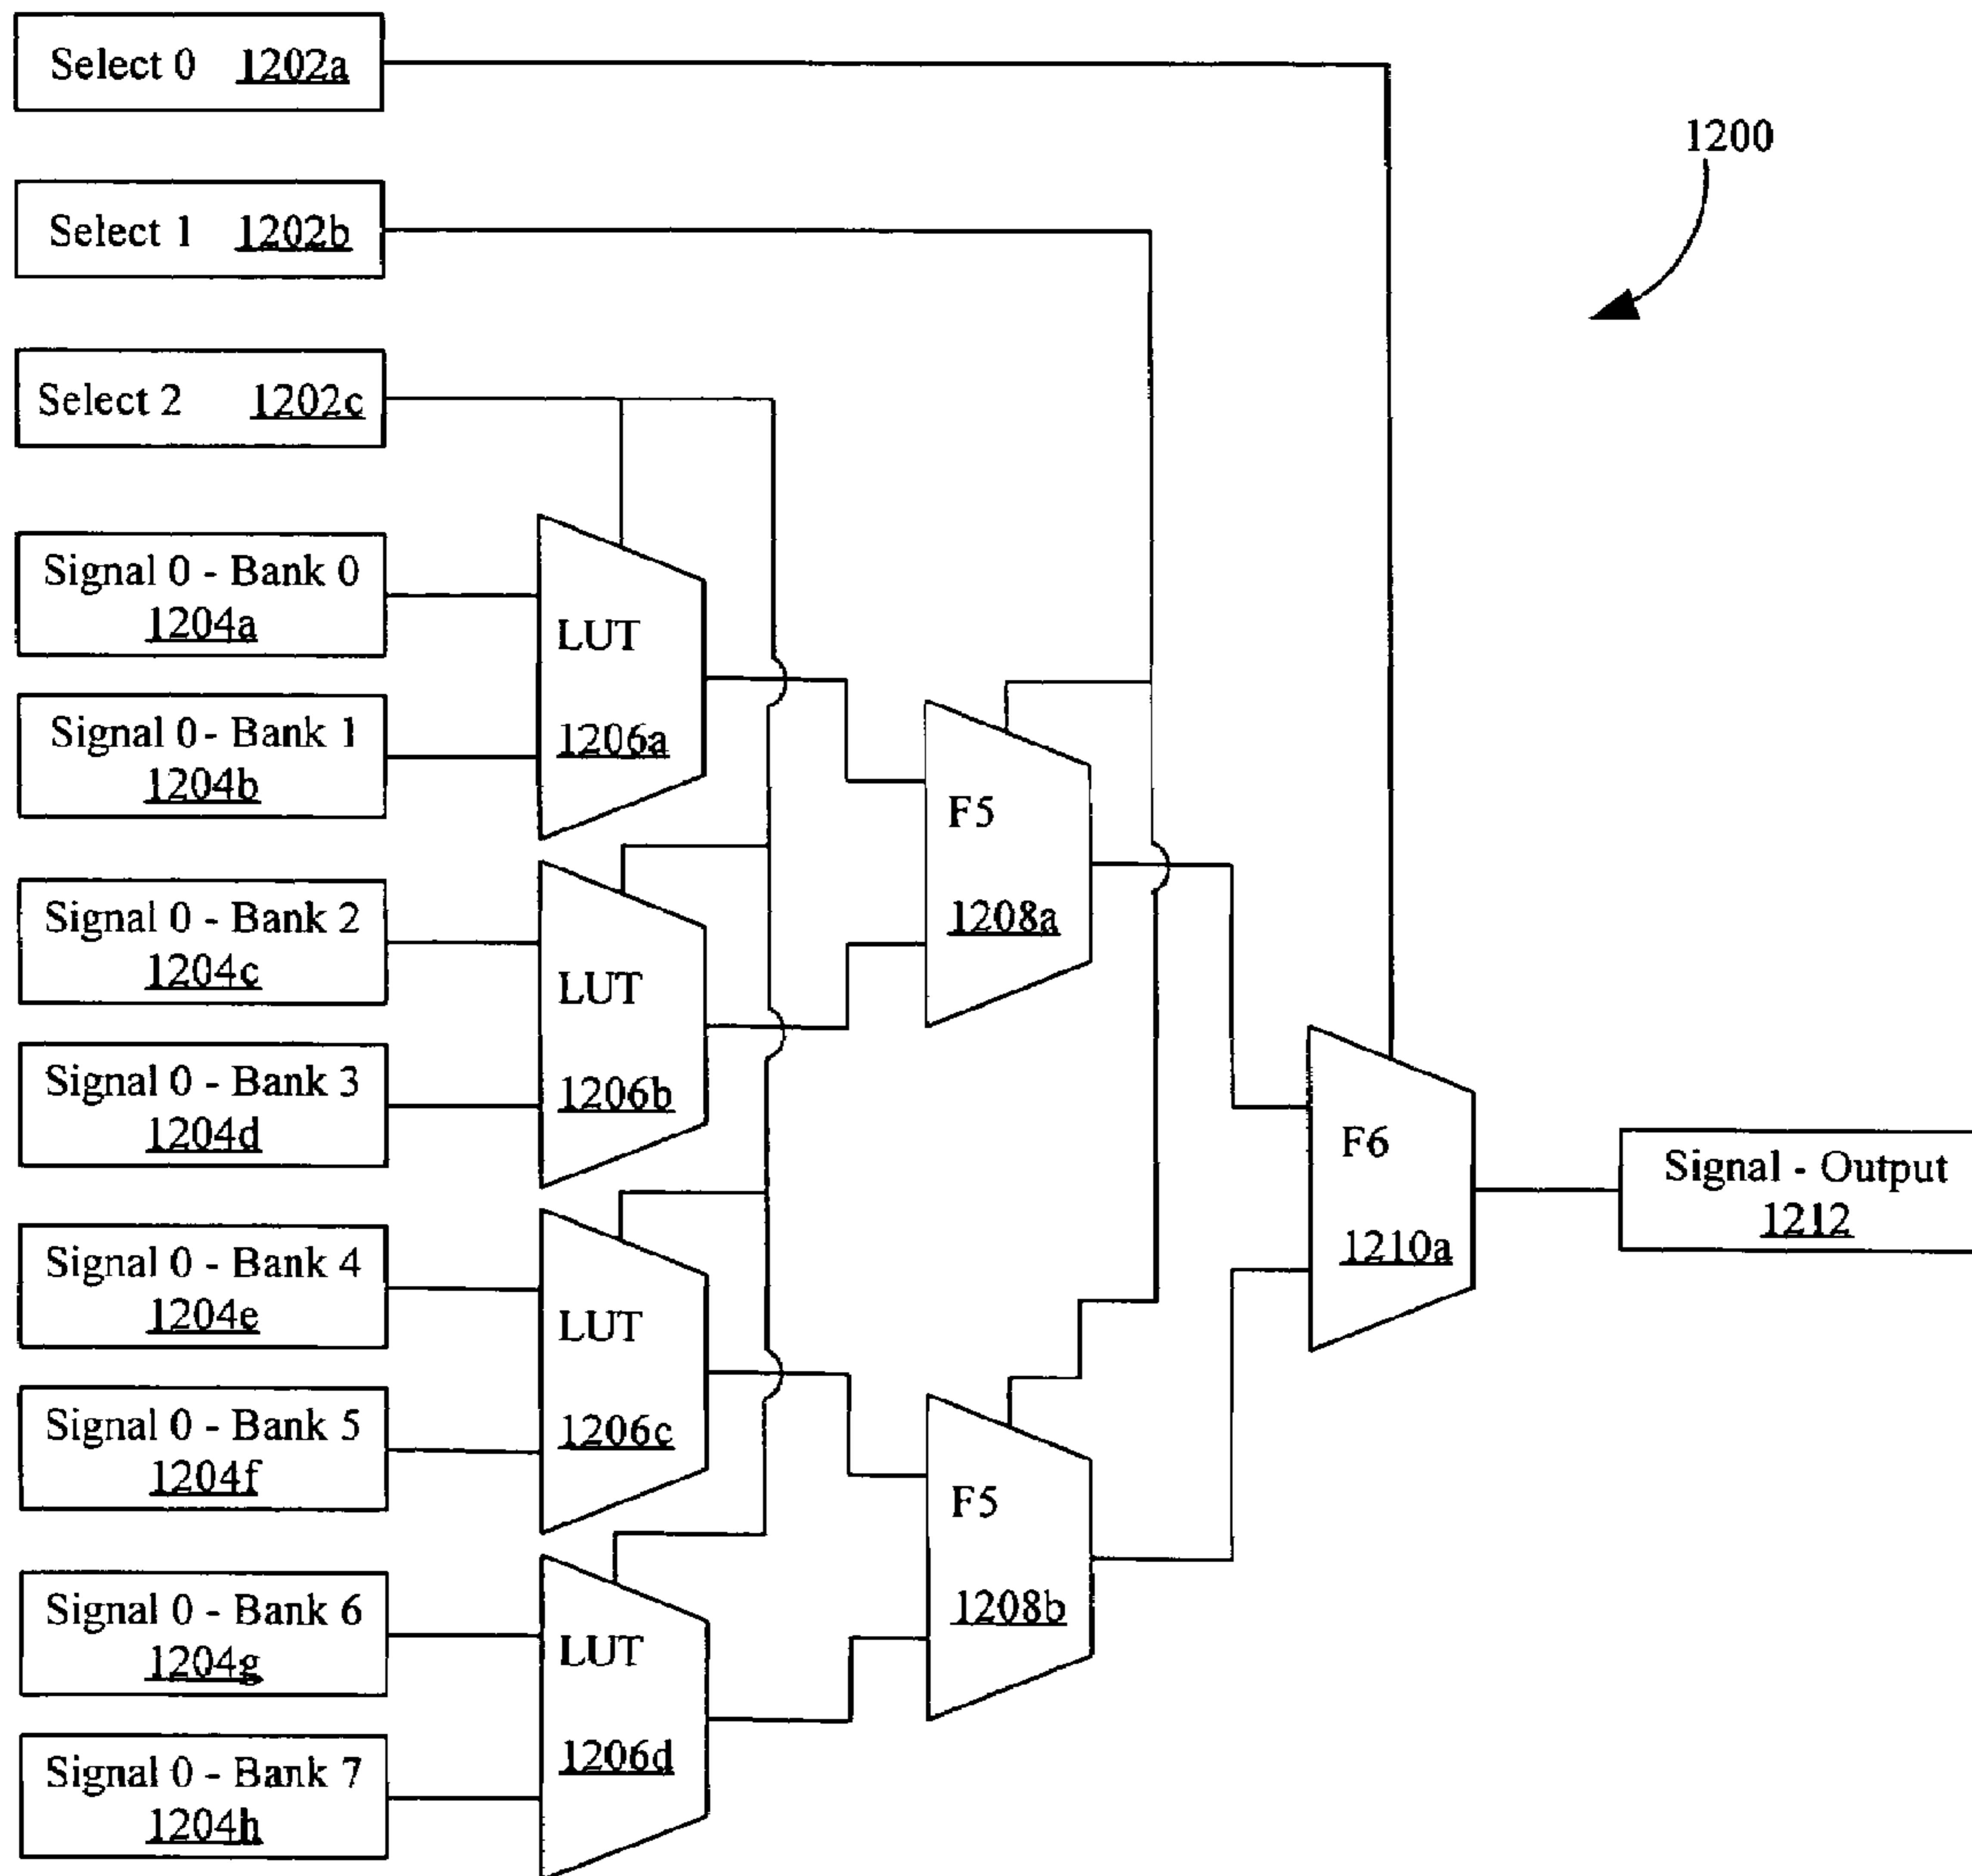 Select 0 1202a
1200
Select 1 1202b
Select 2 1202c
Signal 0 - Bank 0
1204a
Signal 0 - Bank 1
1204b
Signal 0 - Bank 2
1204c
Signal 0 - Bank 3
1204d
Signal 0 - Bank 4
1204e
Signal 0 - Bank 5
1204f
Signal 0 - Bank 6
1204g
Signal 0 - Bank 7
1204h
LUT
1206a
LUT
1206b
LUT
1206c
LUT
1206d
F5
1208a
F5
1208b
F6
1210a
Signal - Output
1212